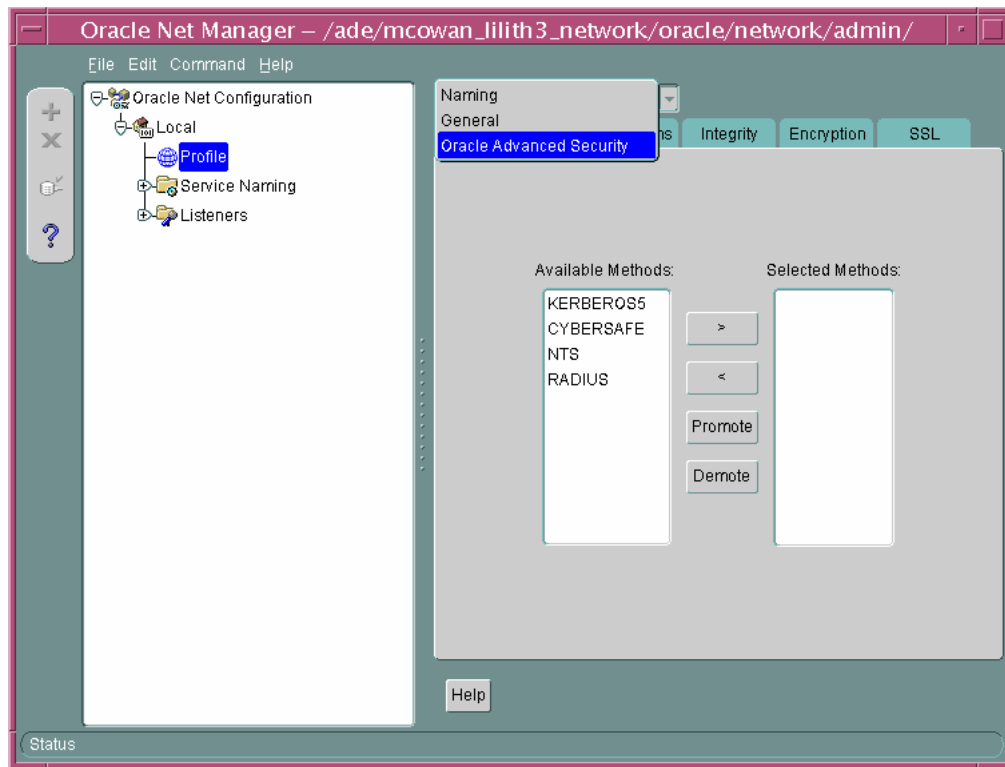 Oracle Net Manager – /ade/mcowan_lilith3_network/oracle/network/admin/
File Edit Command Help
Oracle Net Configuration
Local
Profile
Service Naming
Listeners
Naming
General
Oracle Advanced Security
Integrity
Encryption
SSL
Available Methods:
Selected Methods:
KERBEROS5
CYBERSAFE
NTS
RADIUS
>
<
Promote
Demote
Help
Status